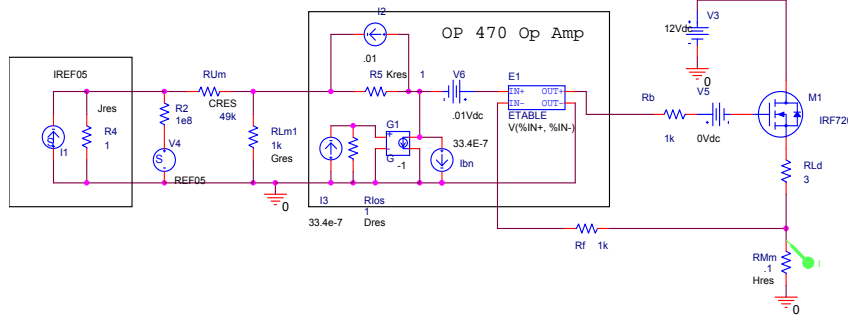 I2
.01
OP 470 Op Amp
V3
12Vdc
0
IREF05
Jres
R4
1
I1
R2
1e8
V4
S
REF05
RUm
CRES
49k
RLm1
1k
Gres
0
R5
Kres
1
V6
.01Vdc
E1
IN+
OUT+
IN-
OUT-
ETABLE
V(%IN+, %IN-)
G1
G
-1
33.4E-7
Ibn
I3
33.4e-7
RIos
1
Dres
Rb
1k
V5
0Vdc
M1
IRF720
RLd
3
Rf
1k
RMm
.1
Hres
0